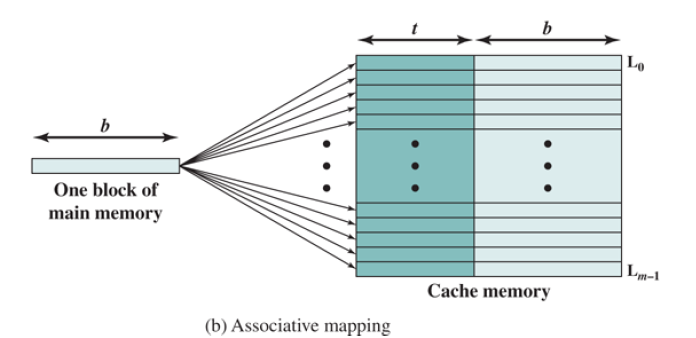 t
b
L0
b
One block of
main memory
Lm–1
Cache memory
(b) Associative mapping